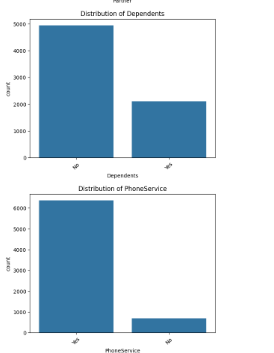 Partner
Distribution of Dependents
5000
4000
3000
2000
1000
0
count
No
Yes
Dependents
Distribution of PhoneService
6000
5000
4000
3000
2000
1000
0
count
Yes
No
PhoneService